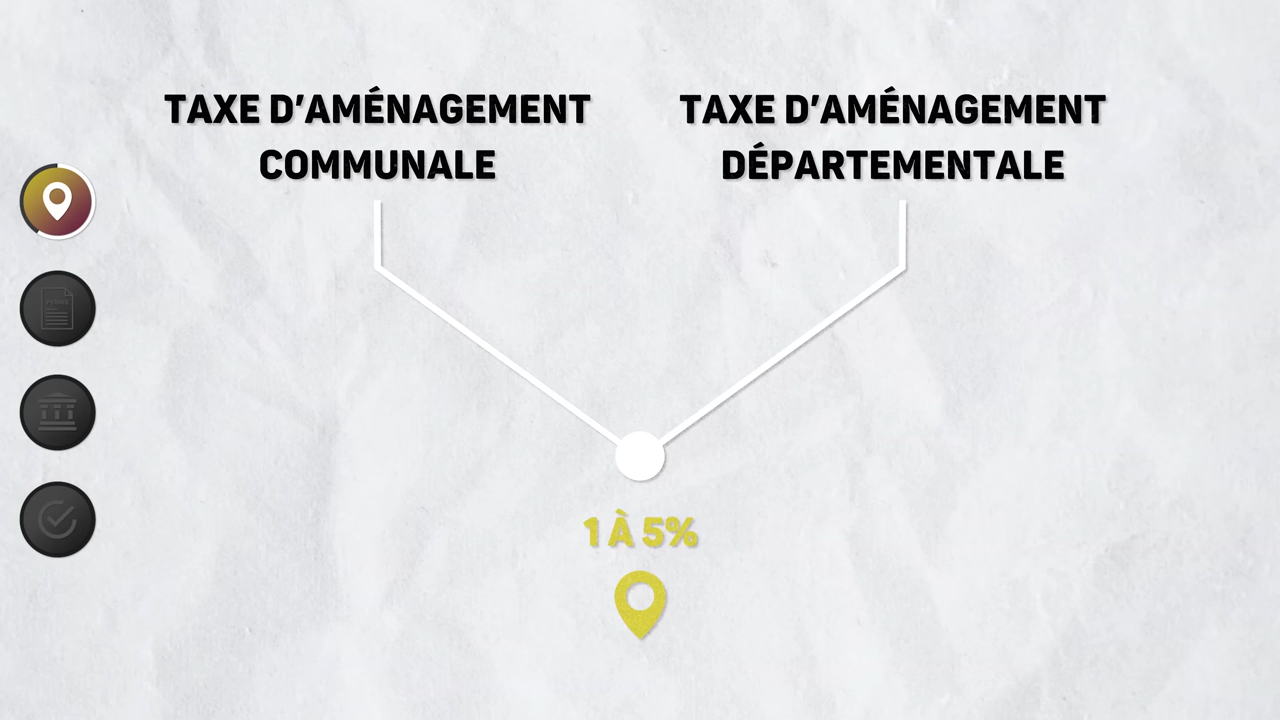 TAXE D'AMÉNAGEMENT
COMMUNALE
TAXE D'AMÉNAGEMENT
DÉPARTEMENTALE
1 À 5%